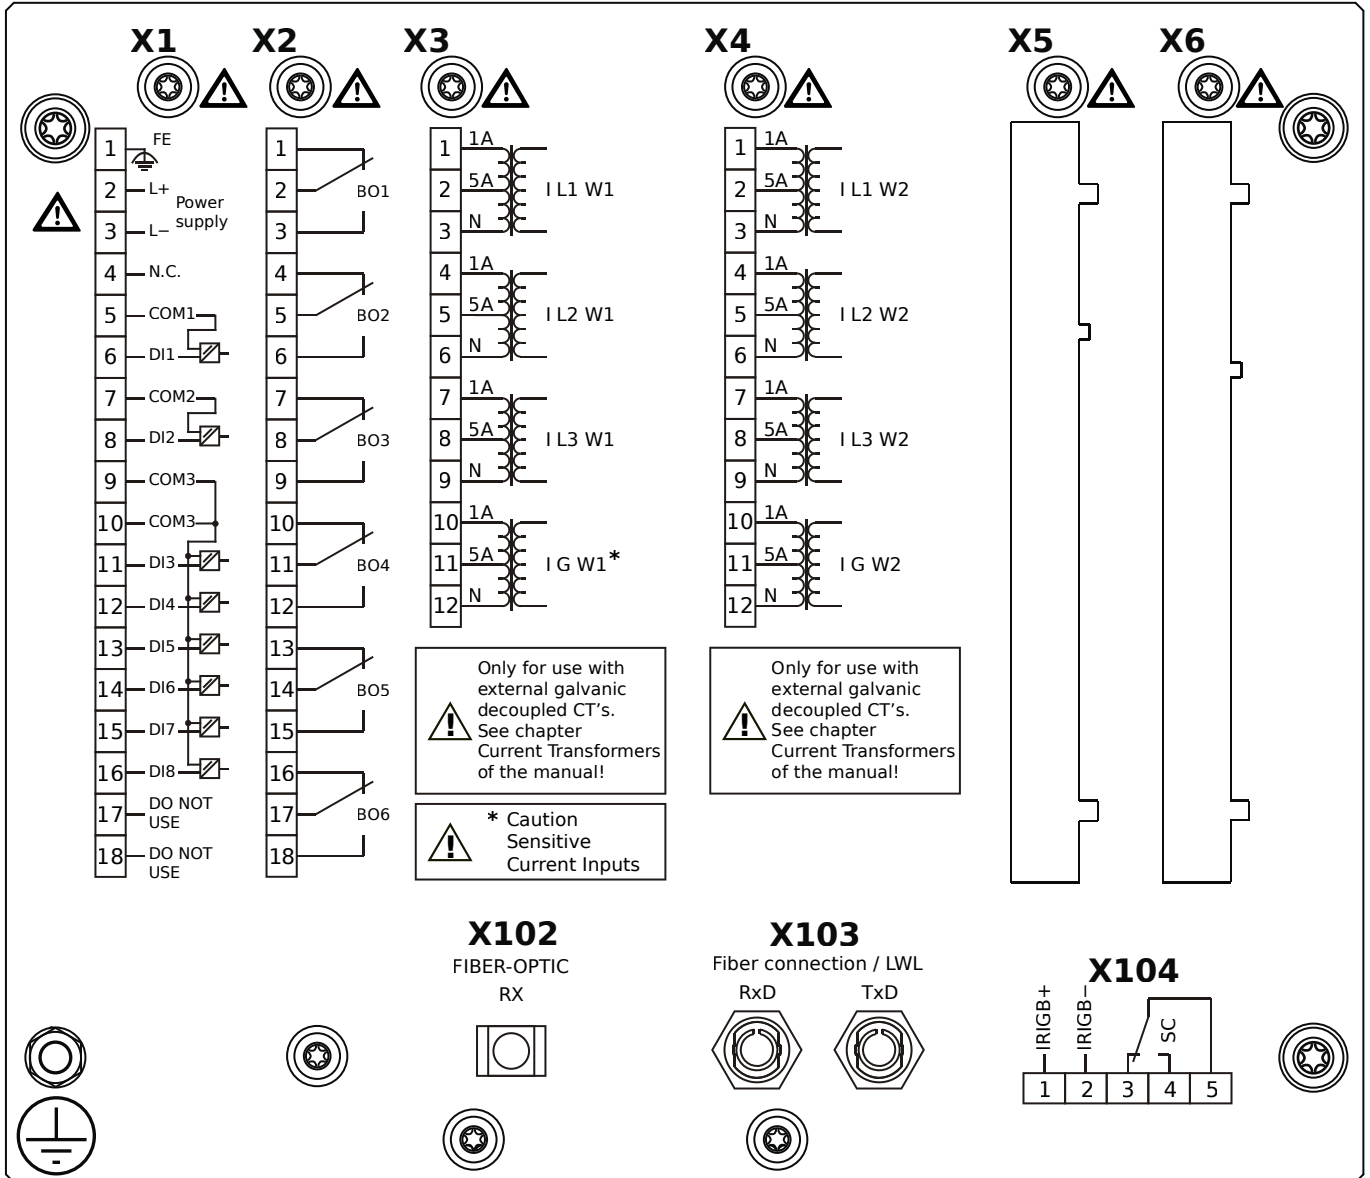 X1 X2 X3 X4 X5 X6
1 FE
2 L+
Power
supply
3 L−
4 N.C.
5 COM1
6 DI1
7 COM2
8 DI2
9 COM3
10 COM3
11 DI3
12 DI4
13 DI5
14 DI6
15 DI7
16 DI8
17 DO NOT
USE
18 DO NOT
USE
1
2 BO1
3
4
5 BO2
6
7
8 BO3
9
10
11 BO4
12
13
14 BO5
15
16
17 BO6
18
1 1A
2 5A I L1 W1
3 N
4 1A
5 5A I L2 W1
6 N
7 1A
8 5A I L3 W1
9 N
10 1A
11 5A I G W1*
12 N
Only for use with
external galvanic
decoupled CT's.
See chapter
Current Transformers
of the manual!
* Caution
Sensitive
Current Inputs
1 1A
2 5A I L1 W2
3 N
4 1A
5 5A I L2 W2
6 N
7 1A
8 5A I L3 W2
9 N
10 1A
11 5A I G W2
12 N
Only for use with
external galvanic
decoupled CT's.
See chapter
Current Transformers
of the manual!
X102
FIBER-OPTIC
RX
X103
Fiber connection / LWL
RxD TxD
X104
IRIGB+
IRIGB−
SC
1 2 3 4 5